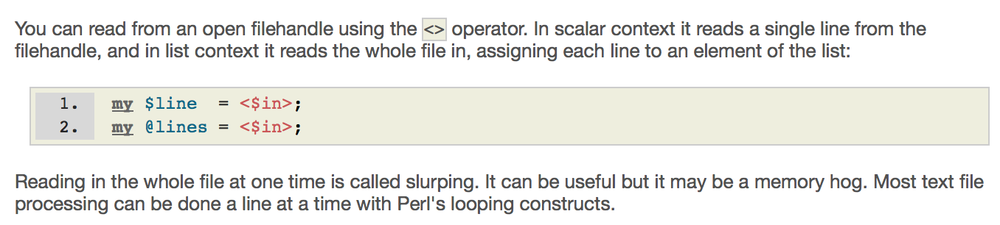 You can read from an open filehandle using the <> operator. In scalar context it reads a single line from the
filehandle, and in list context it reads the whole file in, assigning each line to an element of the list:
1. my $line  = <$in>;
2. my @lines = <$in>;
Reading in the whole file at one time is called slurping. It can be useful but it may be a memory hog. Most text file
processing can be done a line at a time with Perl's looping constructs.